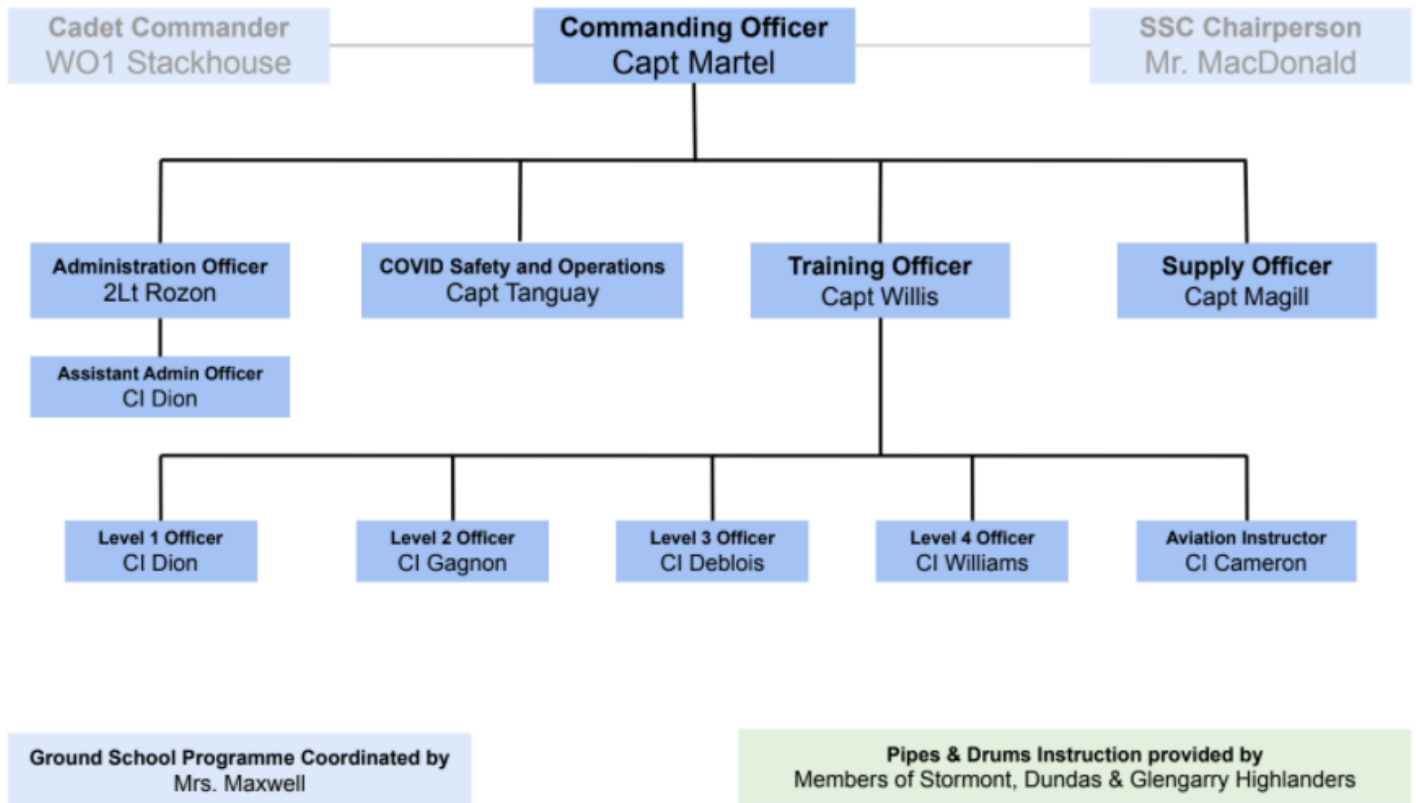 Cadet Commander
WO1 Stackhouse
Commanding Officer
Capt Martel
SSC Chairperson
Mr. MacDonald
Administration Officer
2Lt Rozon
COVID Safety and Operations
Capt Tanguay
Training Officer
Capt Willis
Supply Officer
Capt Magill
Assistant Admin Officer
CI Dion
Level 1 Officer
CI Dion
Level 2 Officer
CI Gagnon
Level 3 Officer
CI Deblois
Level 4 Officer
CI Williams
Aviation Instructor
CI Cameron
Ground School Programme Coordinated by
Mrs. Maxwell
Pipes & Drums Instruction provided by
Members of Stormont, Dundas & Glengarry Highlanders